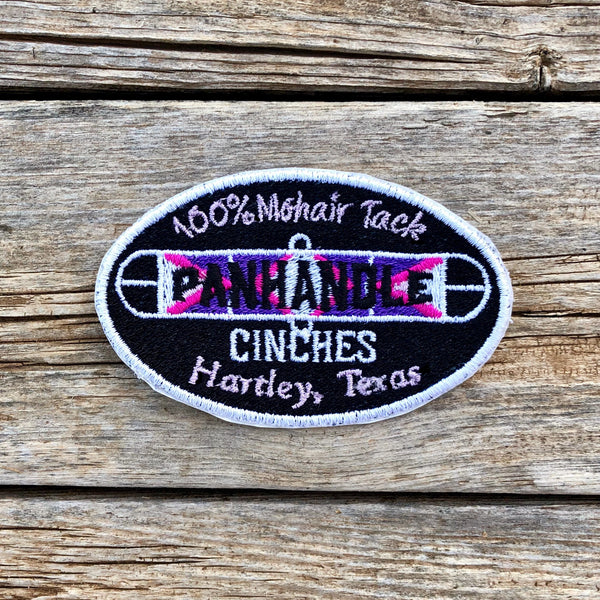 100% Mohair Tack
PANHANDLE
CINCHES
Hartley, Texas